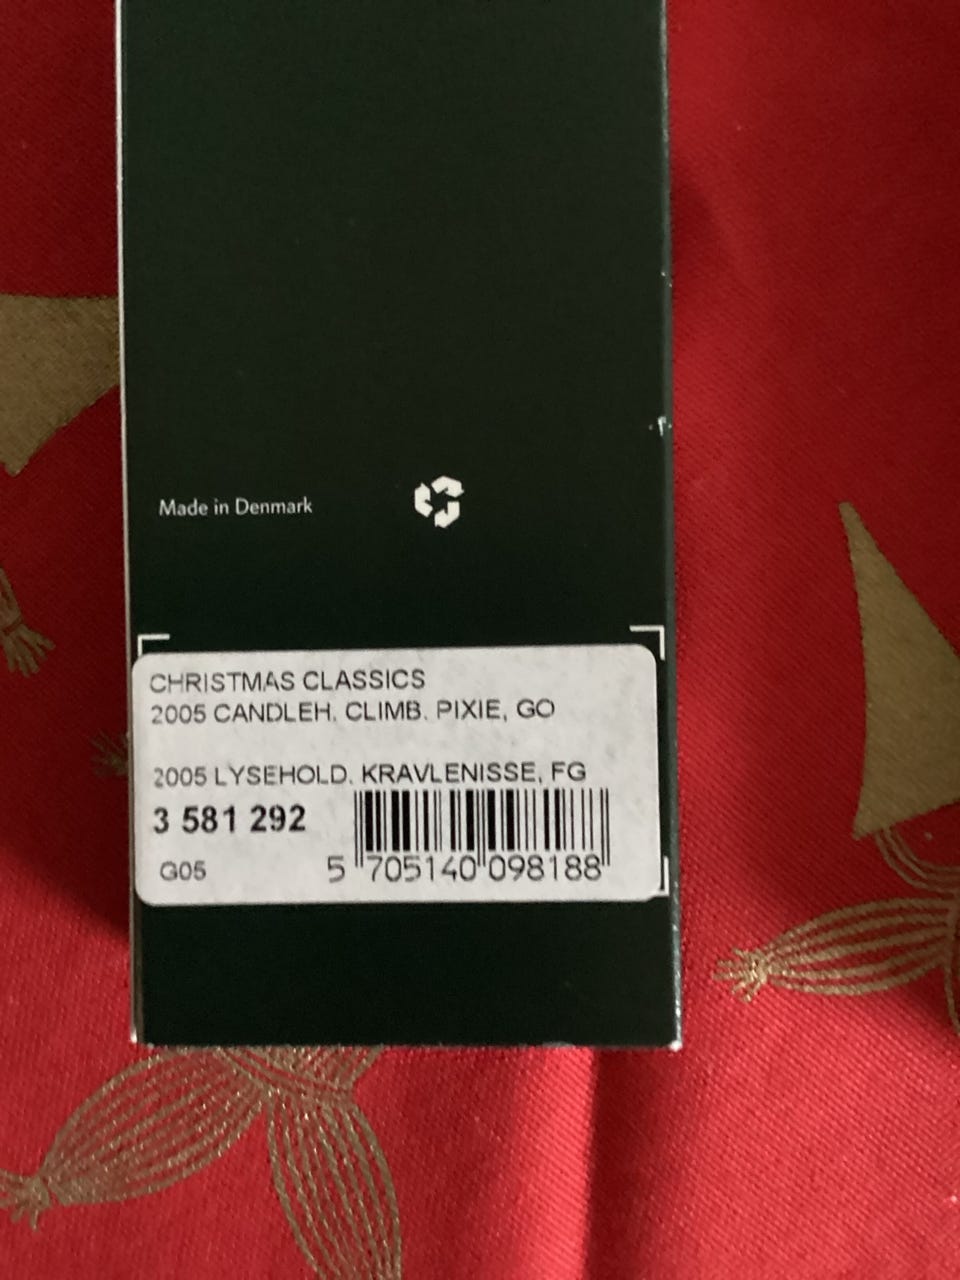 Made in Denmark
CHRISTMAS CLASSICS
2005 CANDLEH. CLIMB. PIXIE, GO
2005 LYSEHOLD. KRAVLENISSE, FG
3 581 292
G05
5 705140 098188